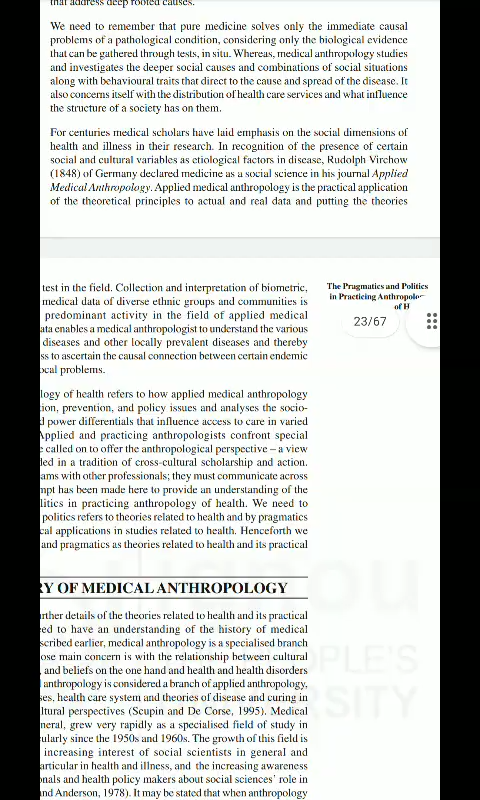 that address deep rooted causes.
We need to remember that pure medicine solves only the immediate causal
problems of a pathological condition, considering only the biological evidence
that can be gathered through tests, in situ. Whereas, medical anthropology studies
and investigates the deeper social causes and combinations of social situations
along with behavioural traits that direct to the cause and spread of the disease. It
also concerns itself with the distribution of health care services and what influence
the structure of a society has on them.
For centuries medical scholars have laid emphasis on the social dimensions of
health and illness in their research. In recognition of the presence of certain
social and cultural variables as etiological factors in disease, Rudolph Virchow
(1848) of Germany declared medicine as a social science in his journal Applied
Medical Anthropology. Applied medical anthropology is the practical application
of the theoretical principles to actual and real data and putting the theories
The Pragmatics and Politics
in Practicing Anthropolo
of H
23/67
test in the field. Collection and interpretation of biometric,
medical data of diverse ethnic groups and communities is
predominant activity in the field of applied medical
ata enables a medical anthropologist to understand the various
diseases and other locally prevalent diseases and thereby
ss to ascertain the causal connection between certain endemic
ocal problems.
logy of health refers to how applied medical anthropology
ion, prevention, and policy issues and analyses the socio-
d power differentials that influence access to care in varied
Applied and practicing anthropologists confront special
e called on to offer the anthropological perspective – a view
ded in a tradition of cross-cultural scholarship and action.
ams with other professionals; they must communicate across
mpt has been made here to provide an understanding of the
litics in practicing anthropology of health. We need to
politics refers to theories related to health and by pragmatics
cal applications in studies related to health. Henceforth we
and pragmatics as theories related to health and its practical
RY OF MEDICAL ANTHROPOLOGY
rther details of the theories related to health and its practical
eed to have an understanding of the history of medical
scribed earlier, medical anthropology is a specialised branch
ose main concern is with the relationship between cultural
, and beliefs on the one hand and health and health disorders
l anthropology is considered a branch of applied anthropology,
ses, health care system and theories of disease and curing in
ltural perspectives (Scupin and De Corse, 1995). Medical
neral, grew very rapidly as a specialised field of study in
ularly since the 1950s and 1960s. The growth of this field is
increasing interest of social scientists in general and
articular in health and illness, and the increasing awareness
onals and health policy makers about social sciences' role in
nd Anderson, 1978). It may be stated that when anthropology
ignou
OPLE'S
RSITY